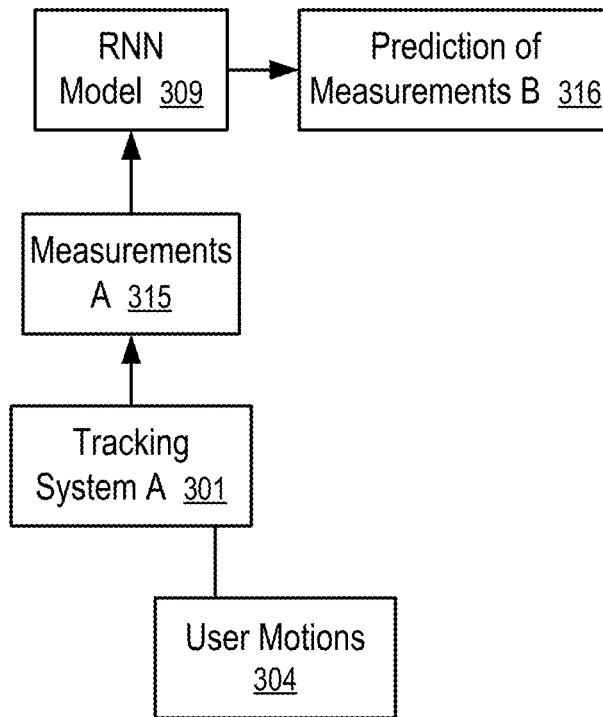 RNN
Model 309
Prediction of
Measurements B 316
Measurements
A 315
Tracking
System A 301
User Motions
304